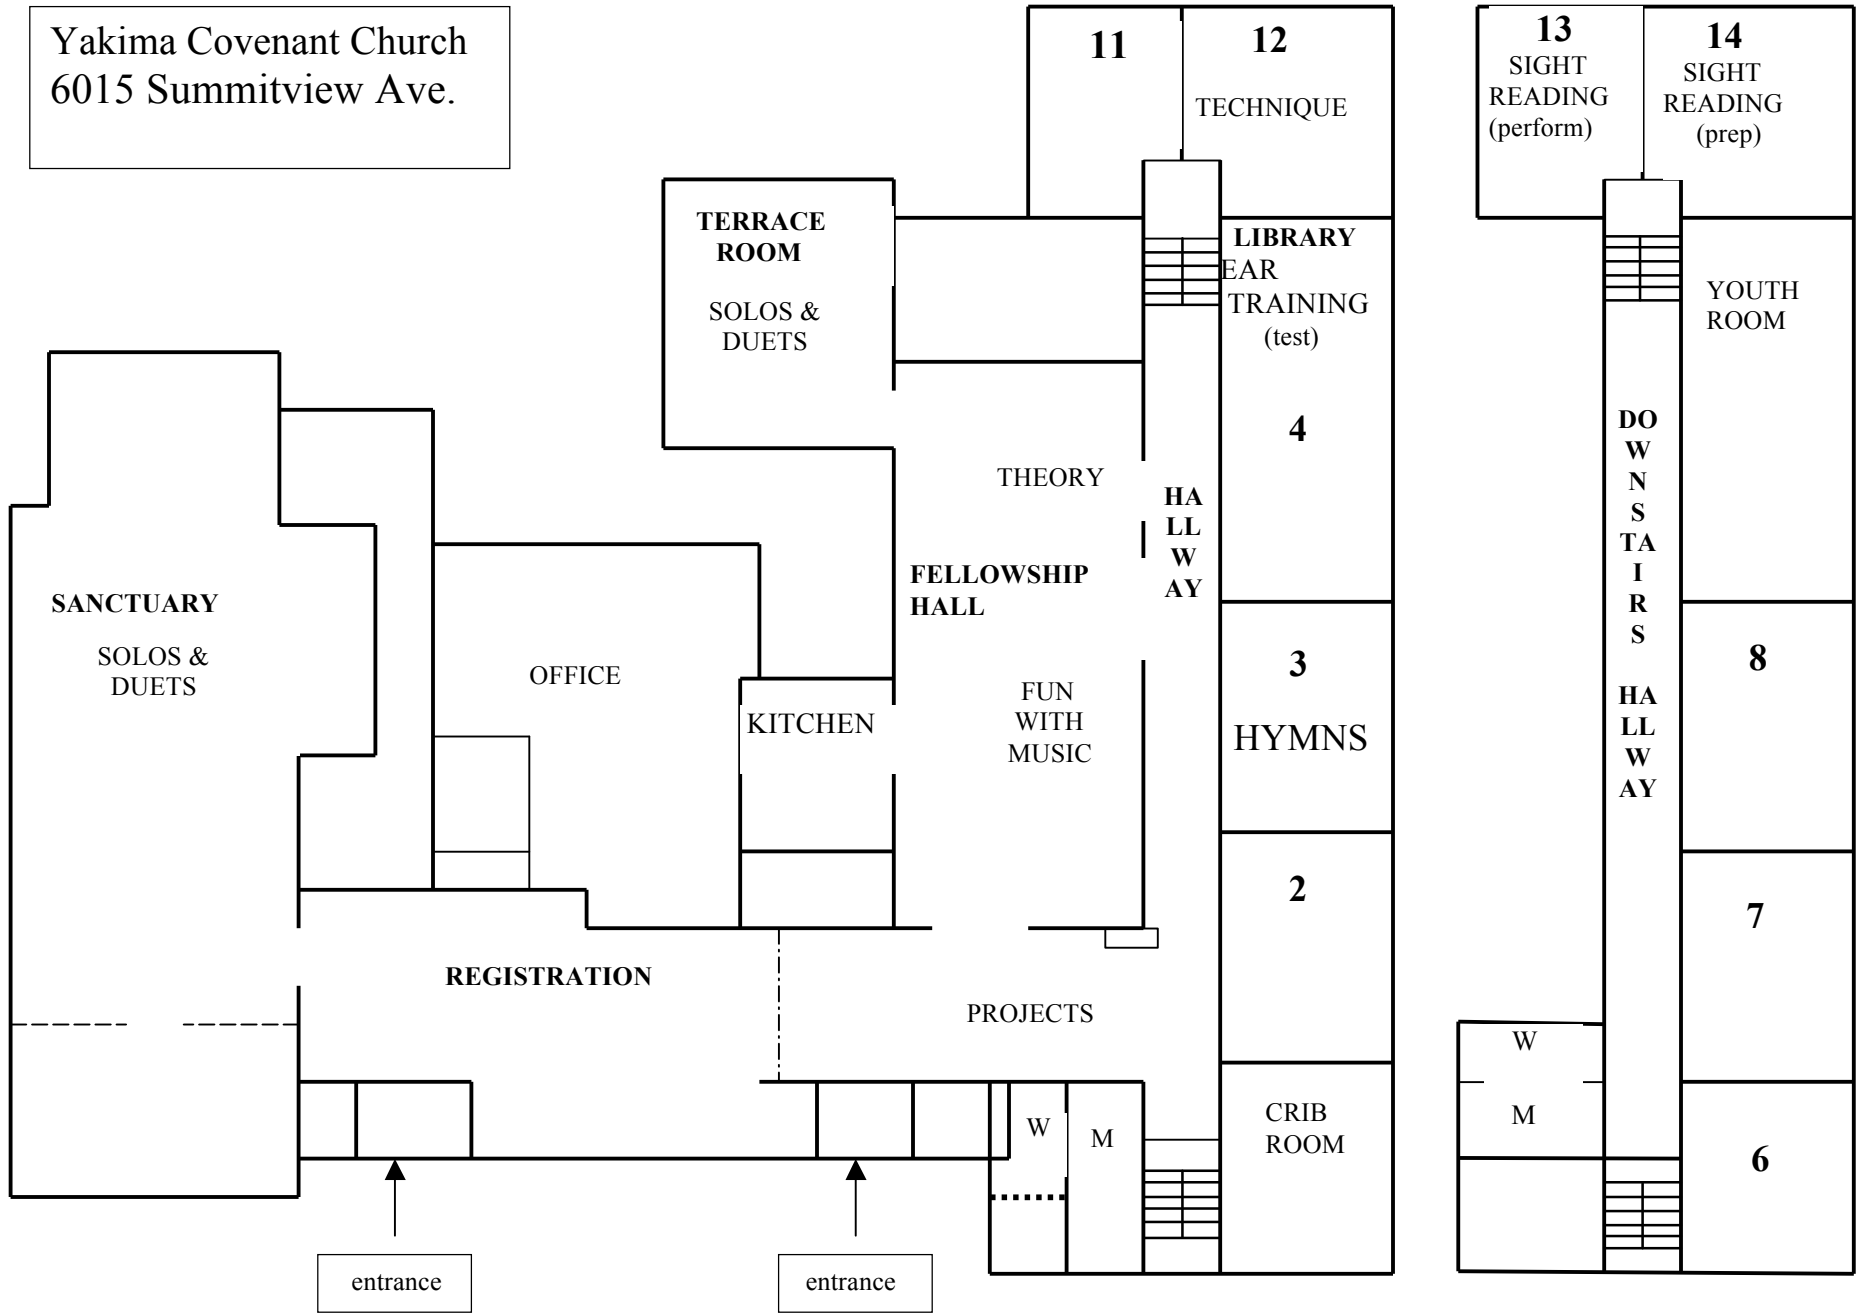 Yakima Covenant Church
6015 Summitview Ave.
11
12
TECHNIQUE
13
SIGHT
READING
(perform)
14
SIGHT
READING
(prep)
TERRACE
ROOM
SOLOS &
DUETS
LIBRARY
EAR
TRAINING
(test)
4
YOUTH
ROOM
THEORY
HA
LL
W
AY
DO
W
N
S
TA
I
R
S
HA
LL
W
AY
FELLOWSHIP
HALL
SANCTUARY
SOLOS &
DUETS
OFFICE
KITCHEN
FUN
WITH
MUSIC
3
HYMNS
8
2
7
REGISTRATION
PROJECTS
W
M
CRIB
ROOM
W
M
6
entrance
entrance